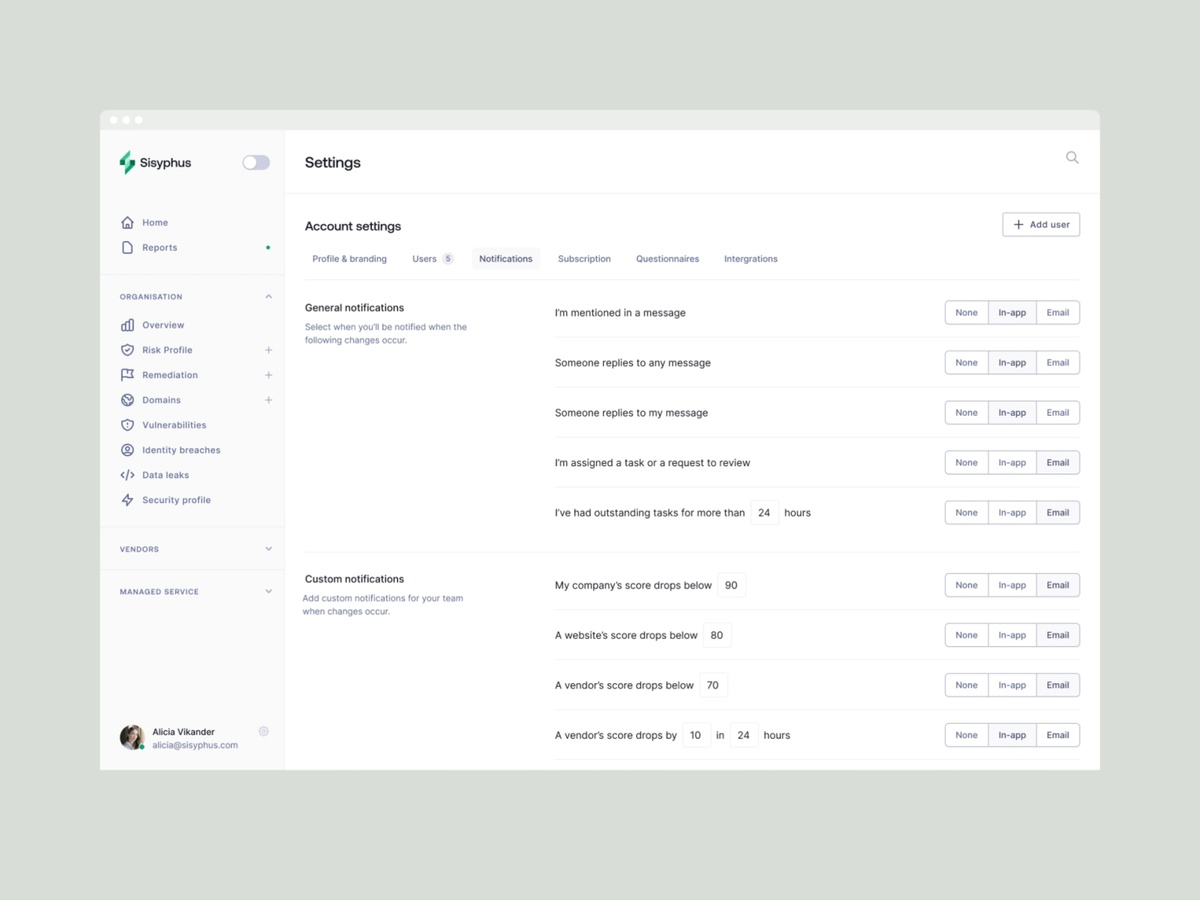 Sisyphus
Home
Reports
ORGANISATION
Overview
Risk Profile
Remediation
Domains
Vulnerabilities
Identity breaches
Data leaks
Security profile
VENDORS
MANAGED SERVICE
Alicia Vikander
alicia@sisyphus.com
Settings
Account settings
Add user
Profile & branding Users 5 Notifications Subscription Questionnaires Intergrations
General notifications
Select when you'll be notified when the
following changes occur.
I'm mentioned in a message None In-app Email
Someone replies to any message None In-app Email
Someone replies to my message None In-app Email
I'm assigned a task or a request to review None In-app Email
I've had outstanding tasks for more than 24 hours None In-app Email
Custom notifications
Add custom notifications for your team
when changes occur.
My company's score drops below 90 None In-app Email
A website's score drops below 80 None In-app Email
A vendor's score drops below 70 None In-app Email
A vendor's score drops by 10 in 24 hours None In-app Email